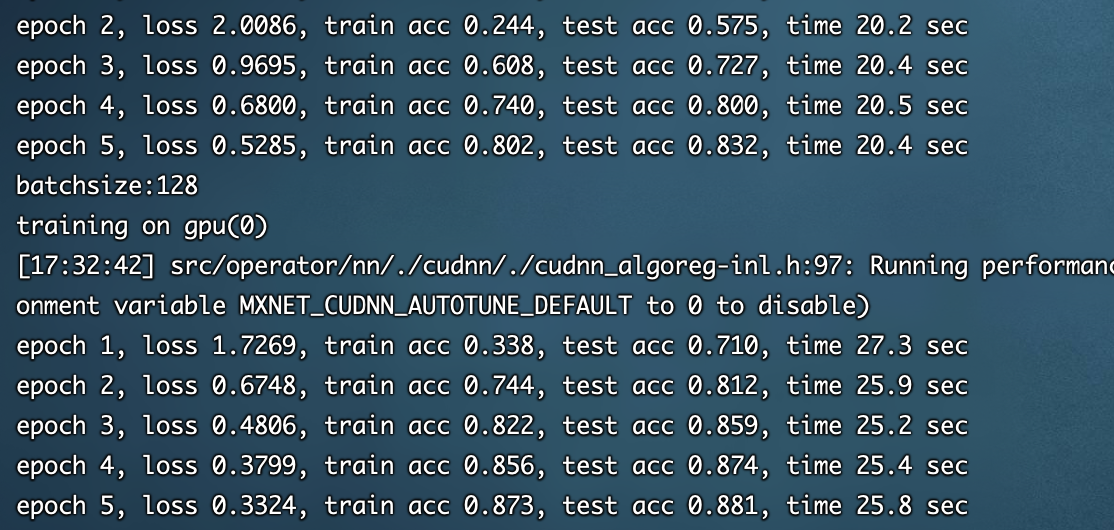 epoch 2, loss 2.0086, train acc 0.244, test acc 0.575, time 20.2 sec
epoch 3, loss 0.9695, train acc 0.608, test acc 0.727, time 20.4 sec
epoch 4, loss 0.6800, train acc 0.740, test acc 0.800, time 20.5 sec
epoch 5, loss 0.5285, train acc 0.802, test acc 0.832, time 20.4 sec
batchsize:128
training on gpu(0)
[17:32:42] src/operator/nn/./cudnn/./cudnn_algoreg-inl.h:97: Running
onment variable MXNET_CUDNN_AUTOTUNE_DEFAULT to 0 to disable)
epoch 1, loss 1.7269, train acc 0.338, test acc 0.710, time 27.3 sec
epoch 2, loss 0.6748, train acc 0.744, test acc 0.812, time 25.9 sec
epoch 3, loss 0.4806, train acc 0.822, test acc 0.859, time 25.2 sec
epoch 4, loss 0.3799, train acc 0.856, test acc 0.874, time 25.4 sec
epoch 5, loss 0.3324, train acc 0.873, test acc 0.881, time 25.8 sec